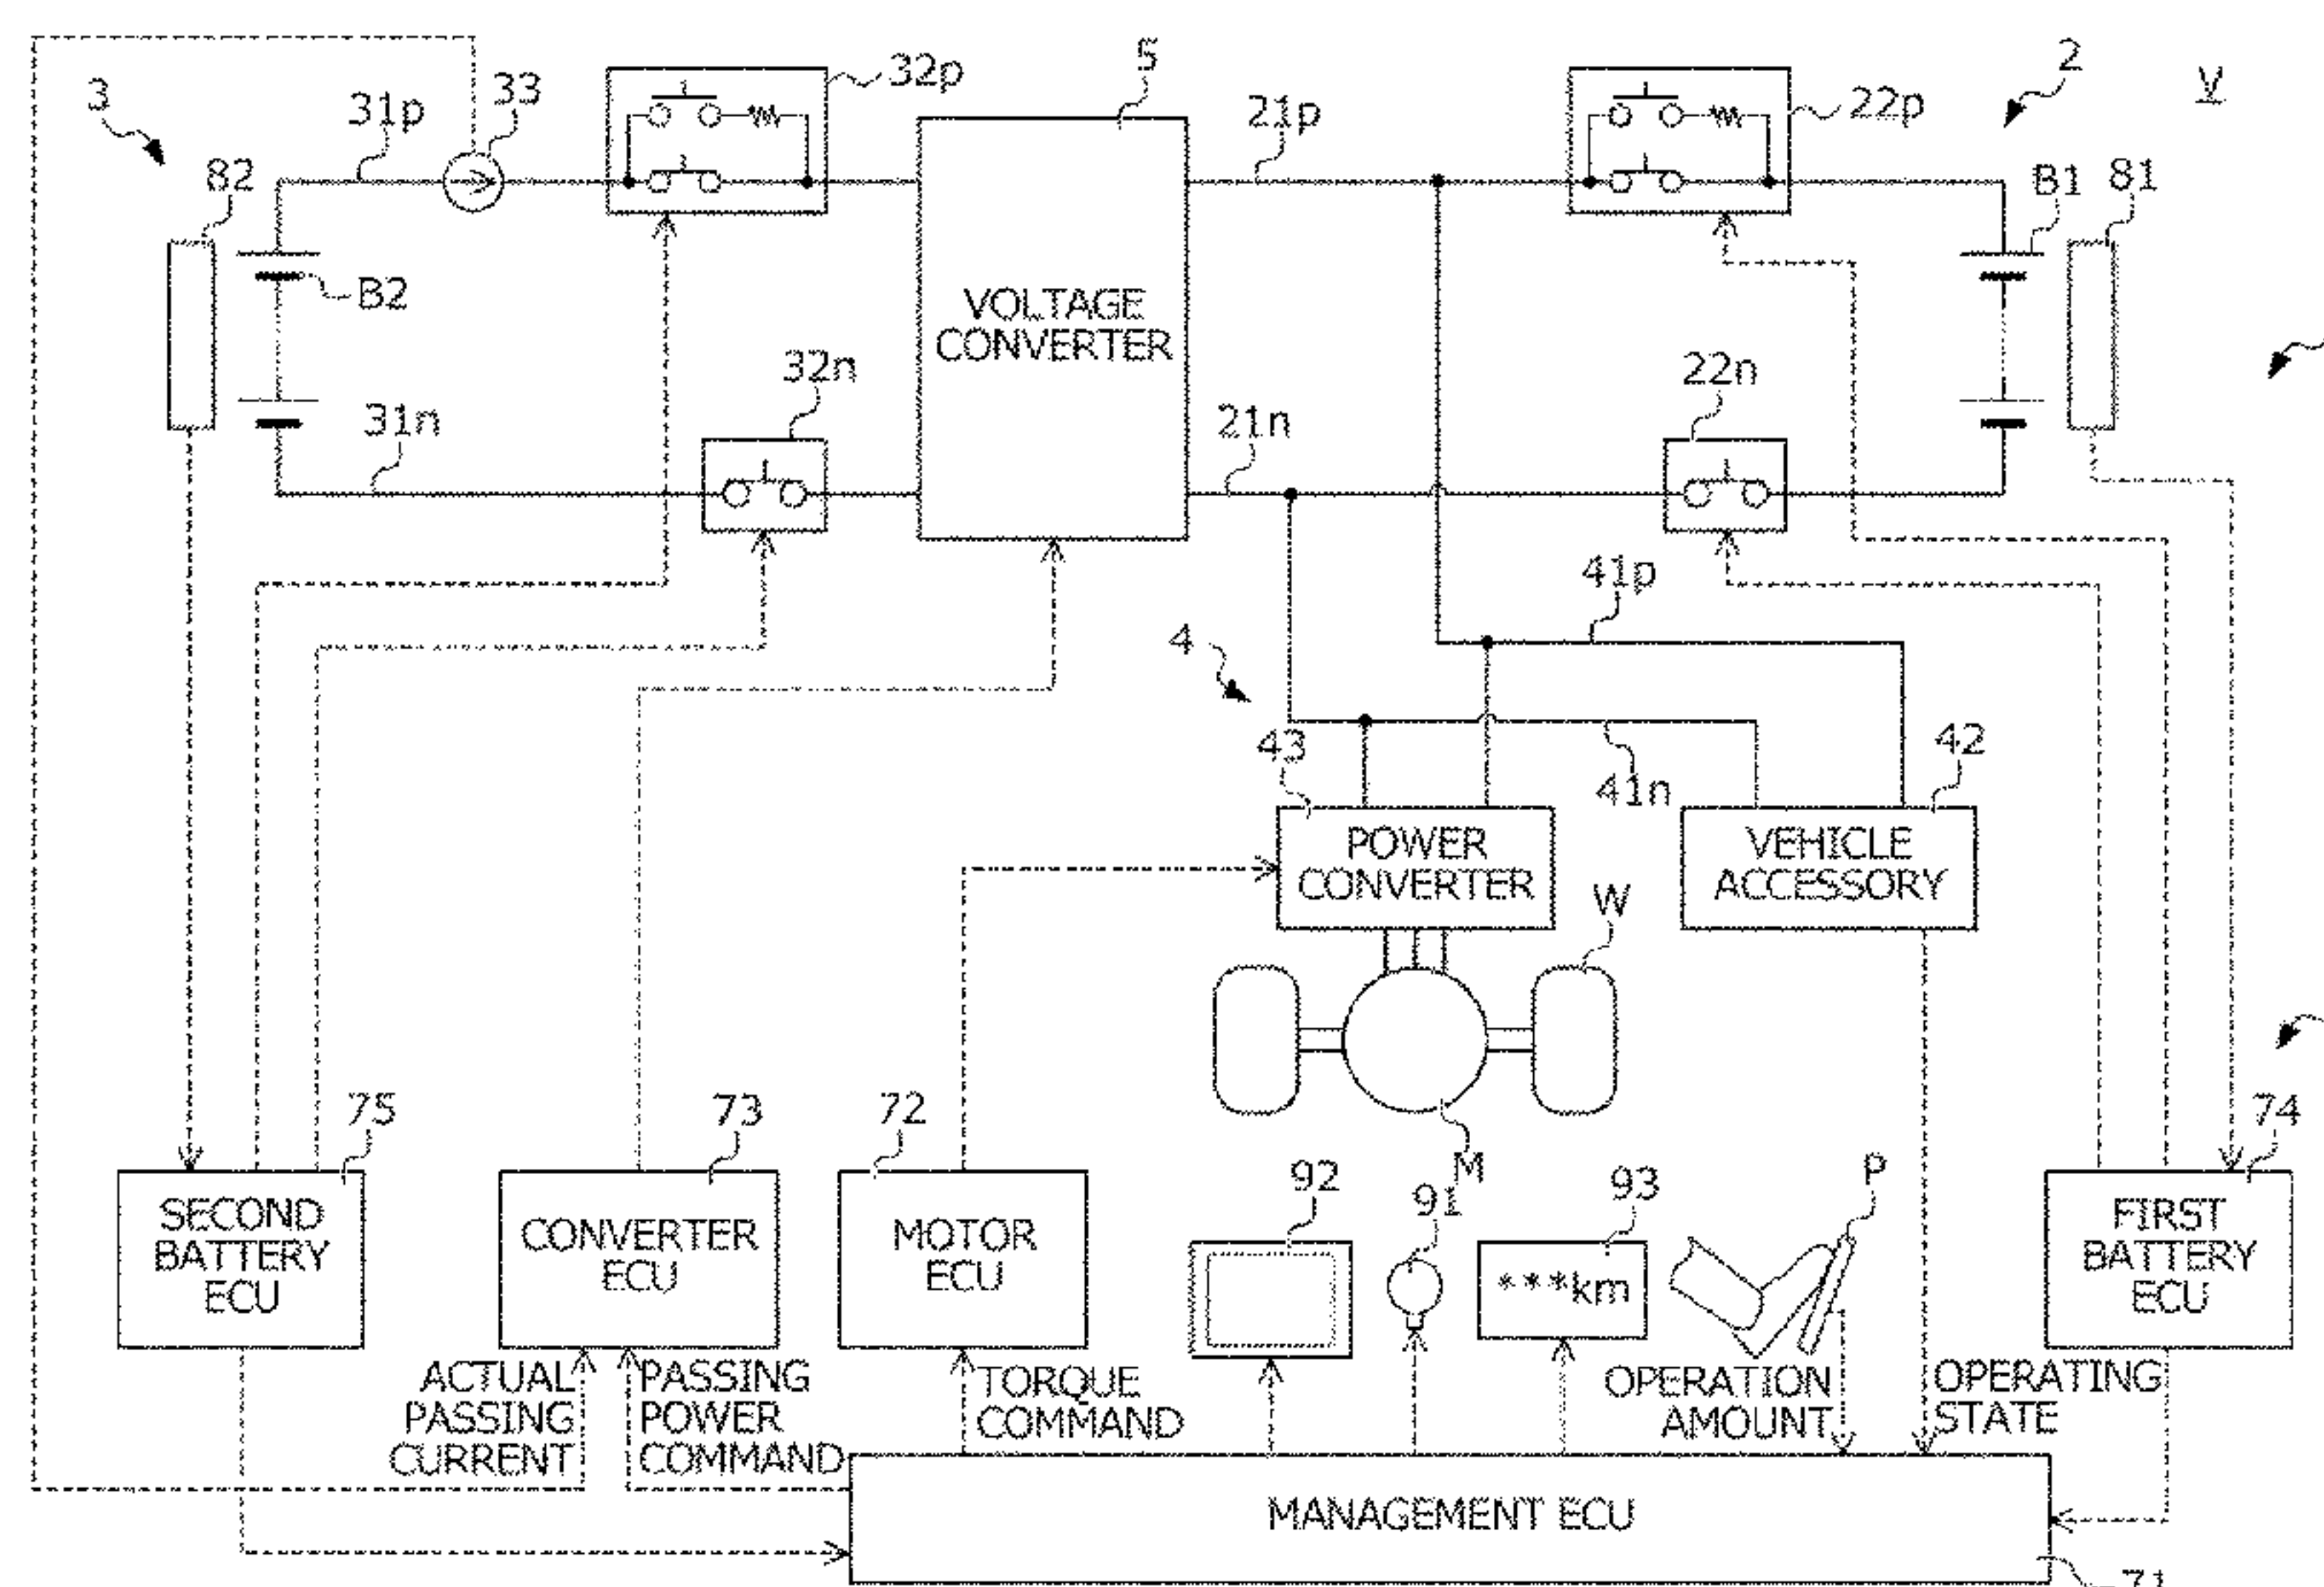 3
31p
33
32p
5
21p
22p
2
V
82
B2
B1
81
VOLTAGE
CONVERTER
32n
22n
31n
21n
41p
4
43
41n
42
POWER
CONVERTER
VEHICLE
ACCESSORY
W
M
75
73
72
92
91
93
P
74
SECOND
BATTERY
ECU
CONVERTER
ECU
MOTOR
ECU
***km
FIRST
BATTERY
ECU
ACTUAL
PASSING
CURRENT
PASSING
POWER
COMMAND
TORQUE
COMMAND
OPERATION
AMOUNT
OPERATING
STATE
MANAGEMENT ECU
71